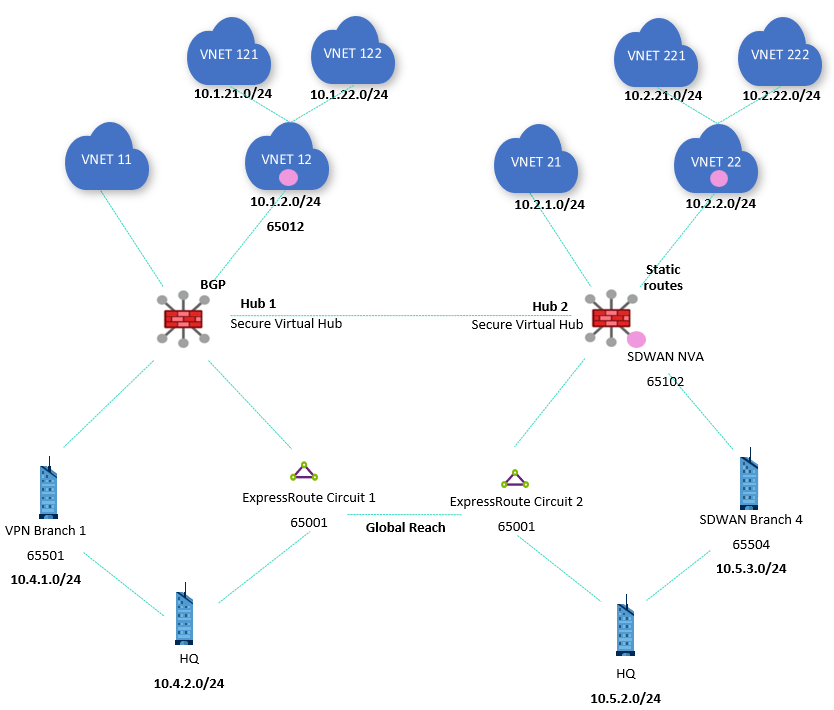 VNET 121
VNET 122
VNET 221
VNET 222
10.1.21.0/24
10.1.22.0/24
10.2.21.0/24
10.2.22.0/24
VNET 11
VNET 12
VNET 21
VNET 22
10.1.2.0/24
10.2.1.0/24
10.2.2.0/24
65012
Static
routes
BGP
Hub 1
Secure Virtual Hub
Hub 2
Secure Virtual Hub
SDWAN NVA
65102
ExpressRoute Circuit 1
65001
ExpressRoute Circuit 2
65001
Global Reach
VPN Branch 1
65501
10.4.1.0/24
SDWAN Branch 4
65504
10.5.3.0/24
HQ
10.4.2.0/24
HQ
10.5.2.0/24